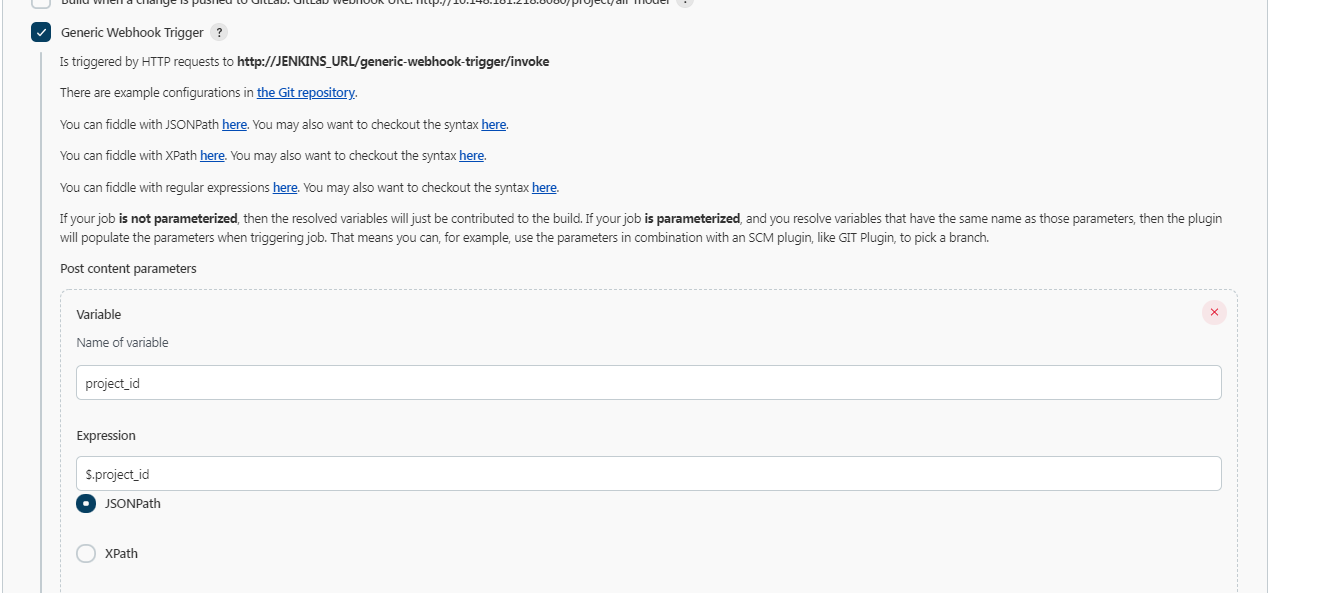 Build when a change is pushed to GitLab. GitLab webhook URL: http://10.148.181.218:8080/project/air-model ?
Generic Webhook Trigger ?
Is triggered by HTTP requests to http://JENKINS_URL/generic-webhook-trigger/invoke
There are example configurations in the Git repository.
You can fiddle with JSONPath here. You may also want to checkout the syntax here.
You can fiddle with XPath here. You may also want to checkout the syntax here.
You can fiddle with regular expressions here. You may also want to checkout the syntax here.
If your job is not parameterized, then the resolved variables will just be contributed to the build. If your job is parameterized, and you resolve variables that have the same name as those parameters, then the plugin
will populate the parameters when triggering job. That means you can, for example, use the parameters in combination with an SCM plugin, like GIT Plugin, to pick a branch.
Post content parameters
Variable
Name of variable
project_id
Expression
$.project_id
JSONPath
XPath